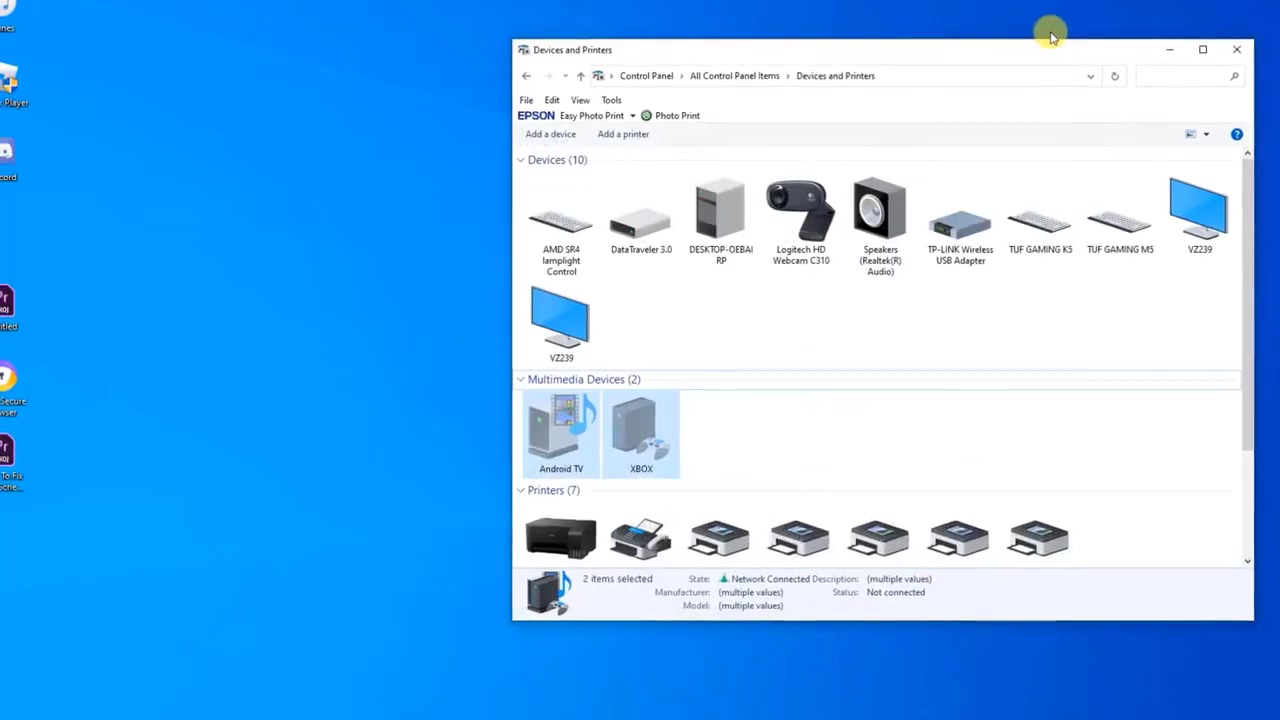 Devices and Printers
Control Panel > All Control Panel Items > Devices and Printers
File Edit View Tools
EPSON Easy Photo Print Photo Print
Add a device Add a printer
Devices (10)
AMD SR4 lamplight Control
DataTraveler 3.0
DESKTOP-OEBAI RP
Logitech HD Webcam C310
Speakers (Realtek(R) Audio)
TP-LINK Wireless USB Adapter
TUF GAMING K5
TUF GAMING M5
VZ239
VZ239
Multimedia Devices (2)
Android TV
XBOX
Printers (7)
2 items selected
State: Network Connected
Manufacturer: (multiple values)
Model: (multiple values)
Description: (multiple values)
Status: Not connected
Player
Secure
To Fix